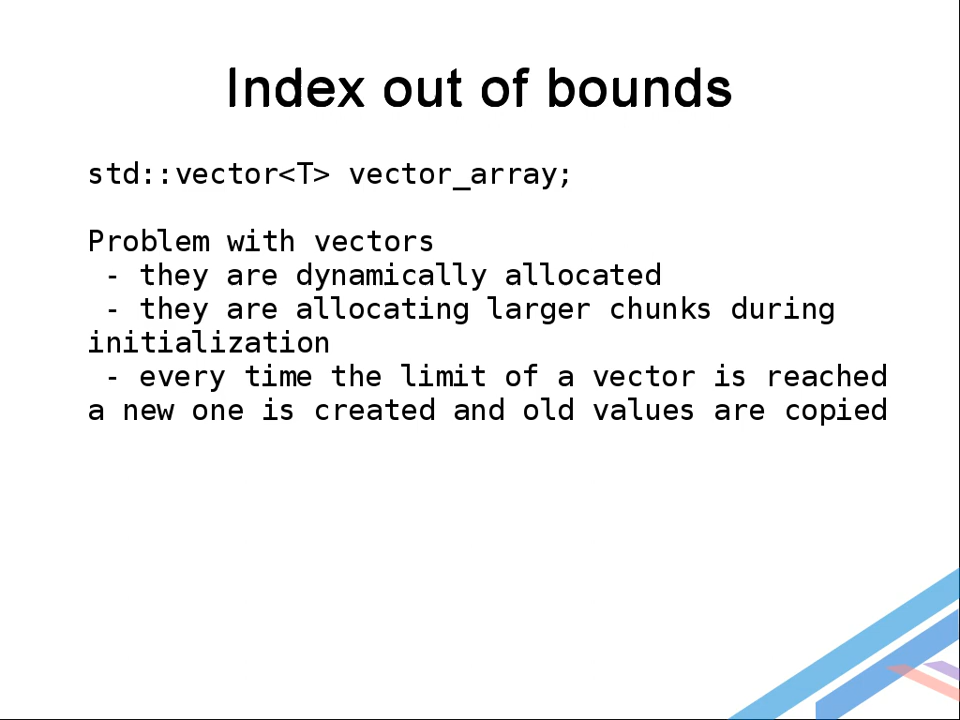 Index out of bounds
std::vector<T> vector_array;
Problem with vectors
- they are dynamically allocated
- they are allocating larger chunks during
initialization
- every time the limit of a vector is reached
a new one is created and old values are copied